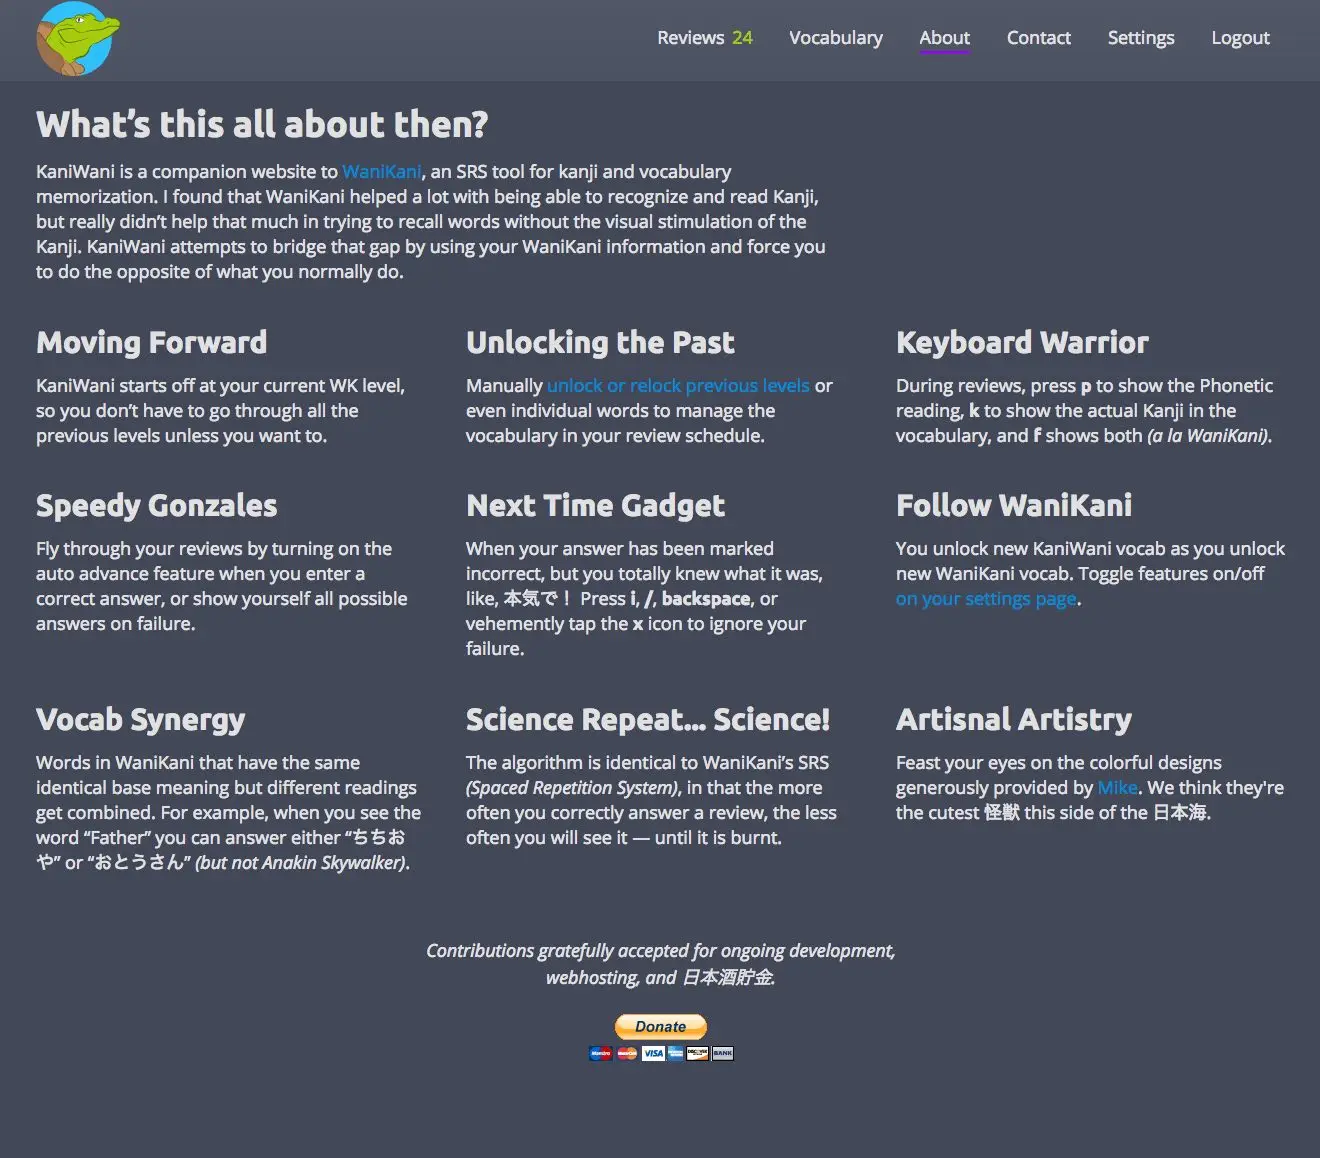 Reviews 24 Vocabulary About Contact Settings Logout
What’s this all about then?
KaniWani is a companion website to WaniKani, an SRS tool for kanji and vocabulary
memorization. I found that WaniKani helped a lot with being able to recognize and read Kanji,
but really didn’t help that much in trying to recall words without the visual stimulation of the
Kanji. KaniWani attempts to bridge that gap by using your WaniKani information and force you
to do the opposite of what you normally do.
Moving Forward
KaniWani starts off at your current WK level,
so you don’t have to go through all the
previous levels unless you want to.
Unlocking the Past
Manually unlock or relock previous levels or
even individual words to manage the
vocabulary in your review schedule.
Keyboard Warrior
During reviews, press p to show the Phonetic
reading, k to show the actual Kanji in the
vocabulary, and f shows both (a la WaniKani).
Speedy Gonzales
Fly through your reviews by turning on the
auto advance feature when you enter a
correct answer, or show yourself all possible
answers on failure.
Next Time Gadget
When your answer has been marked
incorrect, but you totally knew what it was,
like, 本気で！ Press i, /, backspace, or
vehemently tap the x icon to ignore your
failure.
Follow WaniKani
You unlock new KaniWani vocab as you unlock
new WaniKani vocab. Toggle features on/off
on your settings page.
Vocab Synergy
Words in WaniKani that have the same
identical base meaning but different readings
get combined. For example, when you see the
word “Father” you can answer either “ちちお
や” or “おとうさん” (but not Anakin Skywalker).
Science Repeat... Science!
The algorithm is identical to WaniKani’s SRS
(Spaced Repetition System), in that the more
often you correctly answer a review, the less
often you will see it — until it is burnt.
Artisnal Artistry
Feast your eyes on the colorful designs
generously provided by Mike. We think they're
the cutest 怪獣 this side of the 日本海.
Contributions gratefully accepted for ongoing development,
webhosting, and 日本酒貯金.
Donate
Maestro MasterCard VISA DISCOVER BANK